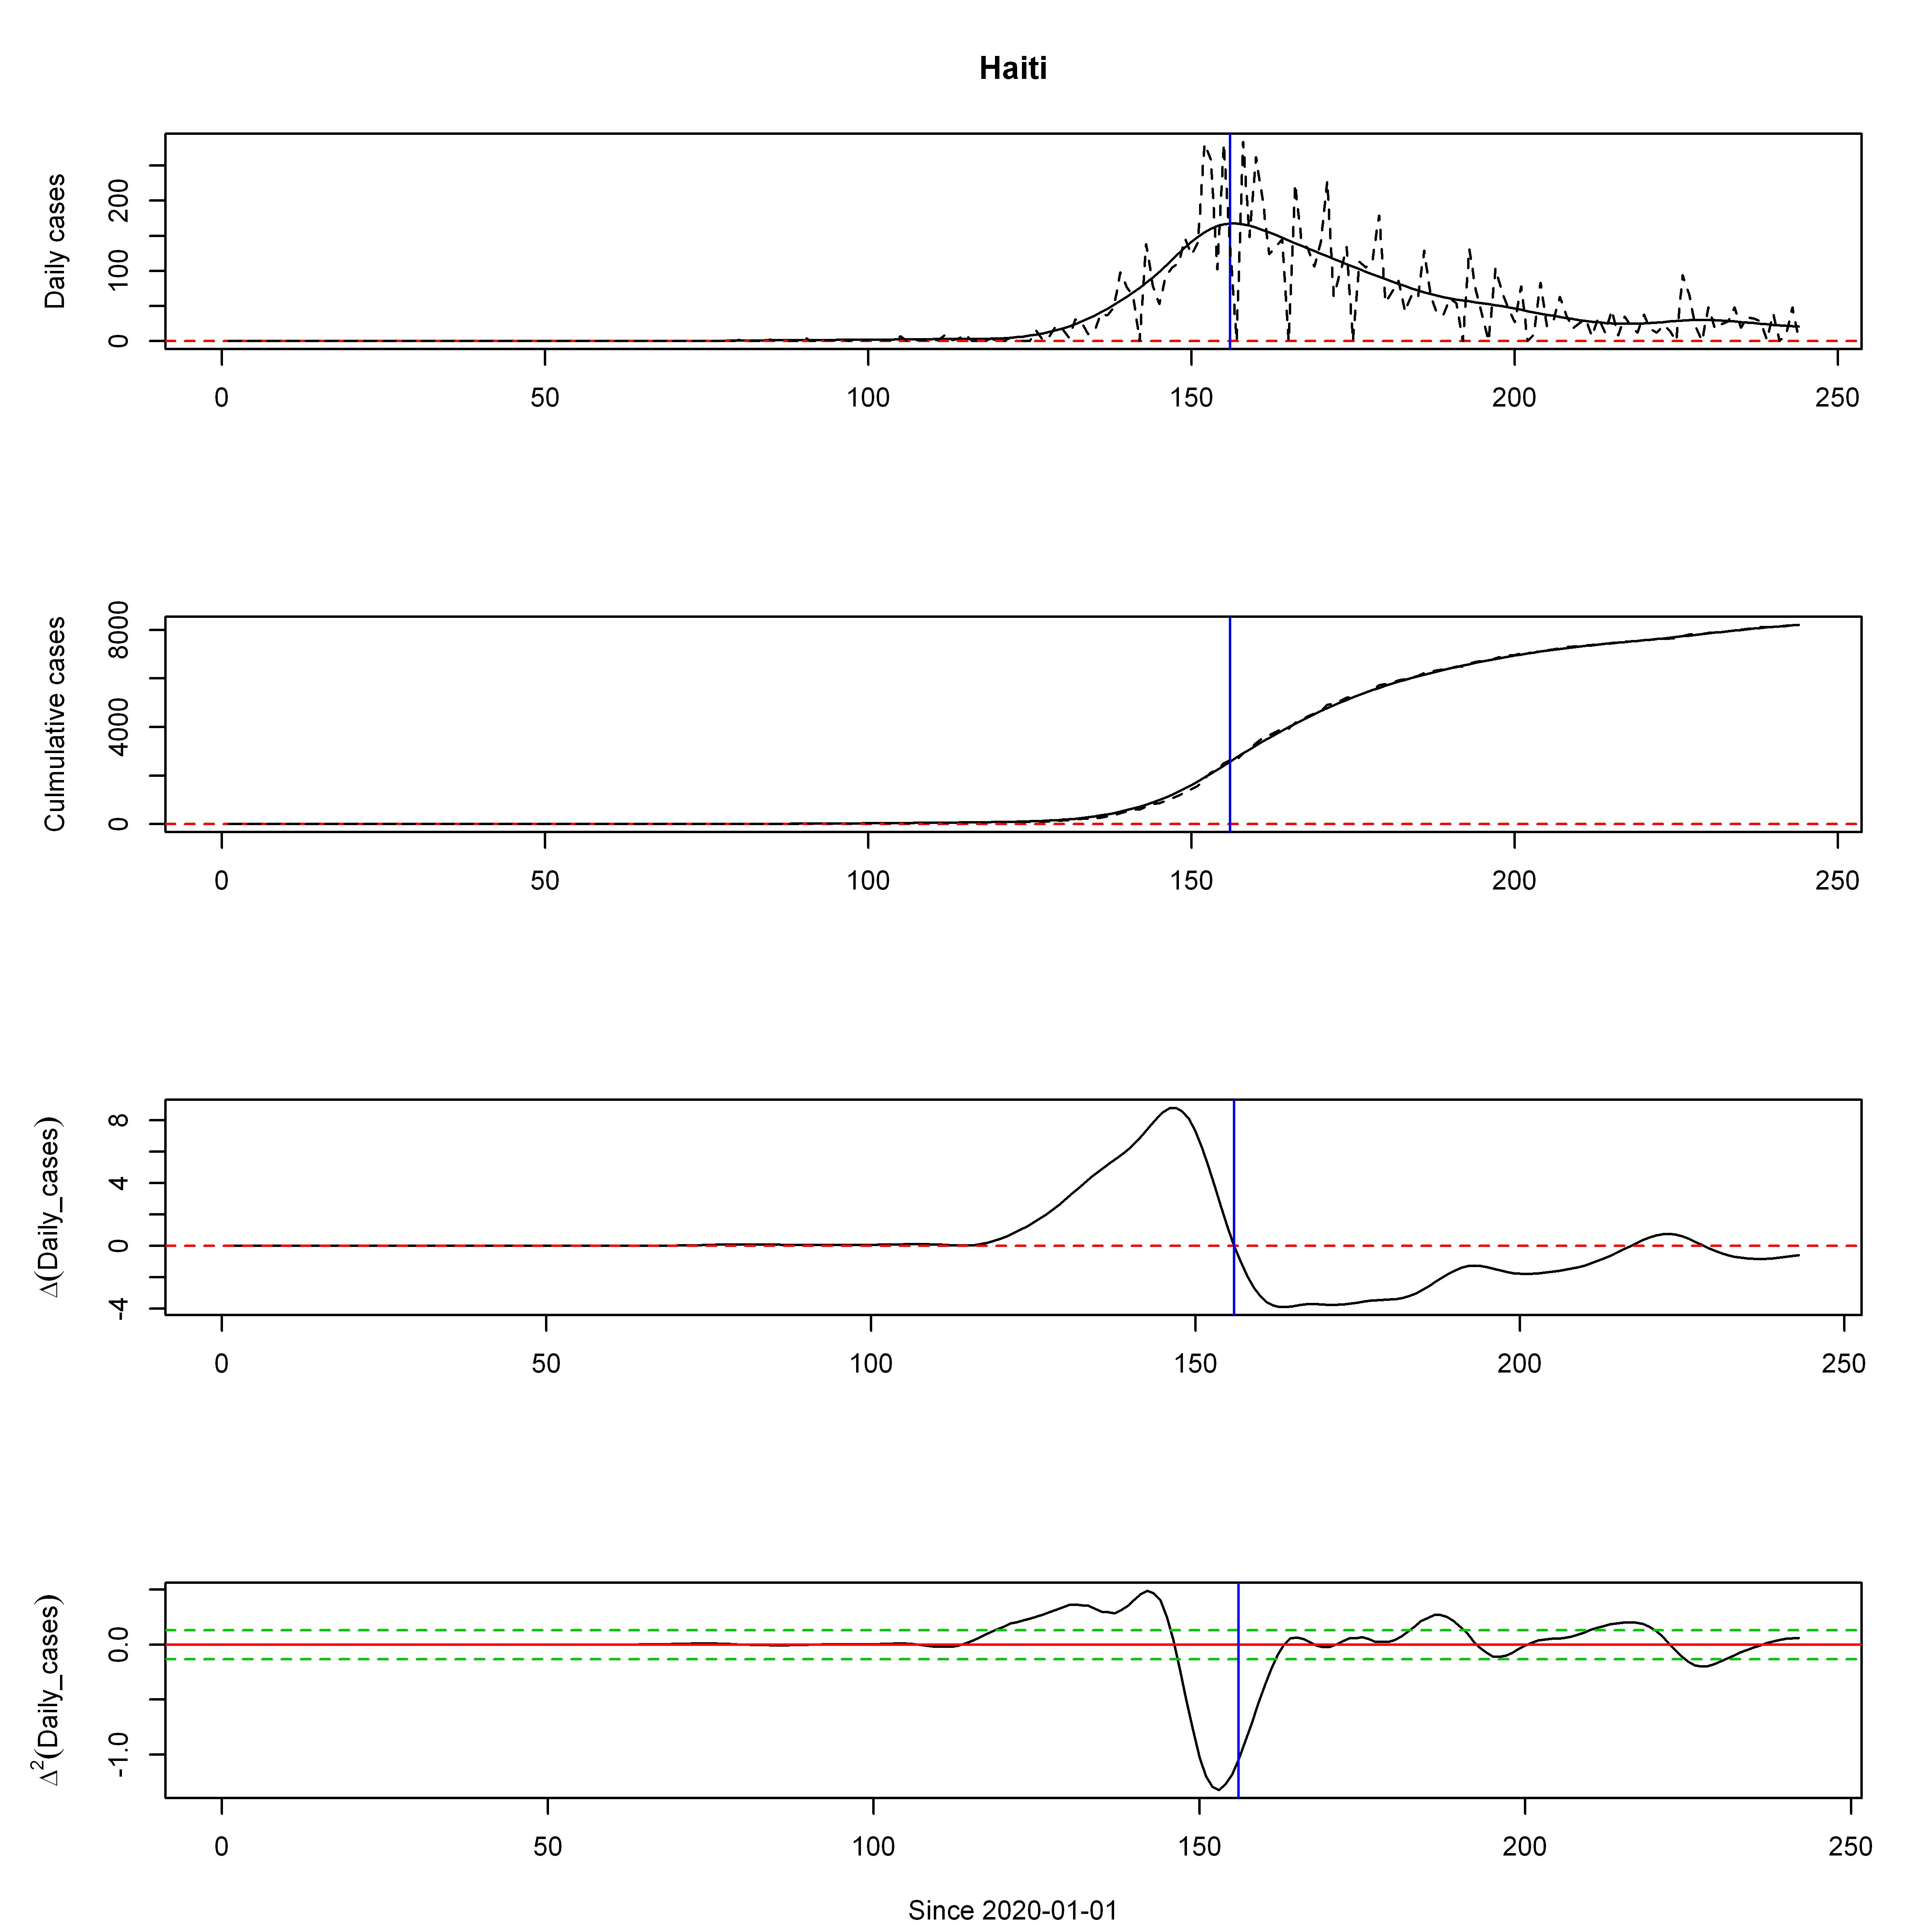 Haiti
Daily cases
0 100 200
0 50 100 150 200 250
Culmulative cases
0 4000 8000
0 50 100 150 200 250
Δ(Daily_cases)
-4 0 4 8
0 50 100 150 200 250
Δ²(Daily_cases)
-1.0 0.0
0 50 100 150 200 250
Since 2020-01-01